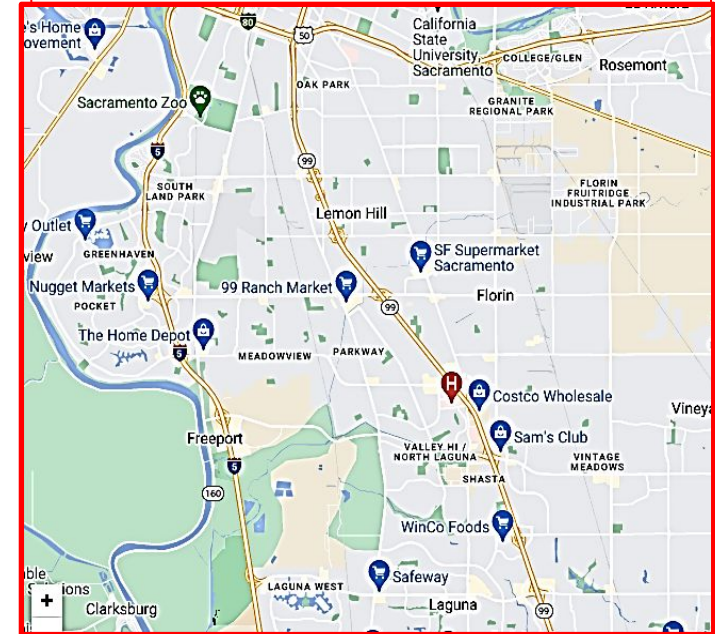 e's Home
ovement
80
50
California
State
University,
Sacramento
COLLEGE/GLEN
Rosemont
OAK PARK
Sacramento Zoo
GRANITE
REGIONAL PARK
5
99
SOUTH
LAND PARK
FLORIN
FRUITRIDGE
INDUSTRIAL PARK
Lemon Hill
y Outlet
view
GREENHAVEN
SF Supermarket
Sacramento
Nugget Markets
99 Ranch Market
Florin
POCKET
99
The Home Depot
5
MEADOWVIEW
PARKWAY
H
Costco Wholesale
Viney
Freeport
Sam's Club
VALLEY HI /
NORTH LAGUNA
VINTAGE
MEADOWS
5
SHASTA
160
WinCo Foods
Safeway
able
LAGUNA WEST
+
Clarksburg
Laguna
99